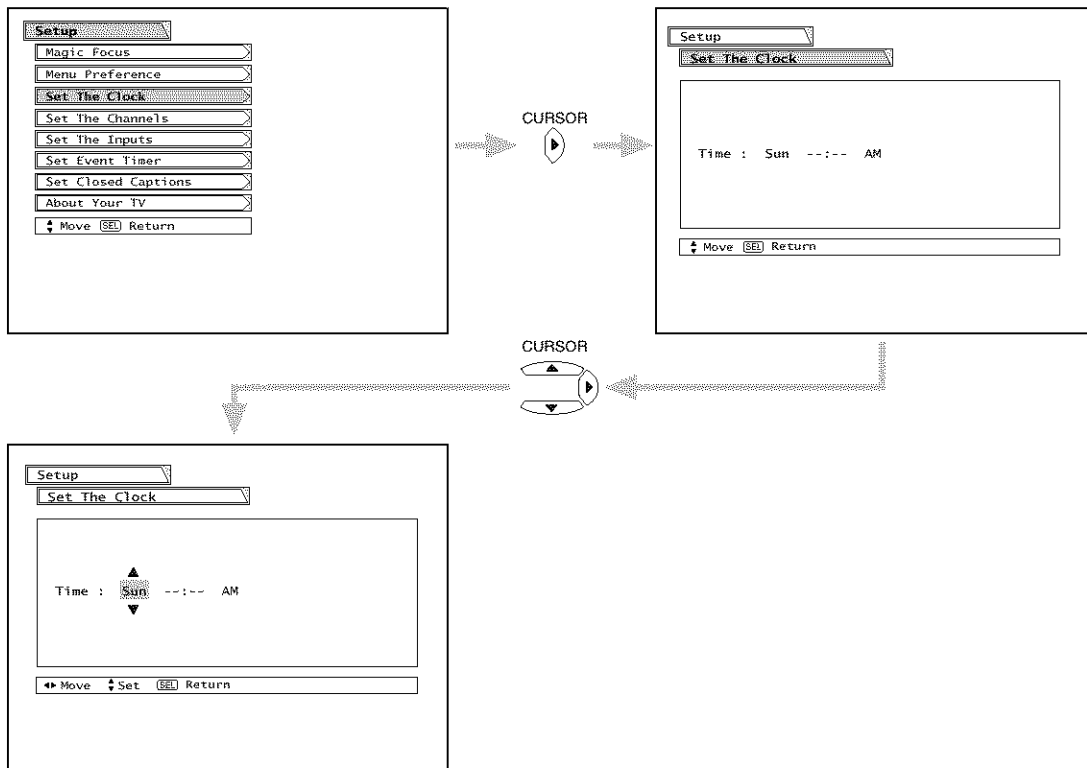 Setup
Magic Focus
Menu Preference
Set The Clock
Set The Channels
Set The Inputs
Set Event Timer
Set Closed Captions
About Your TV
Move SEL Return
CURSOR
Setup
Set The Clock
Time : Sun --:-- AM
Move SEL Return
CURSOR
Setup
Set The Clock
Time : Sun --:-- AM
Move Set SEL Return